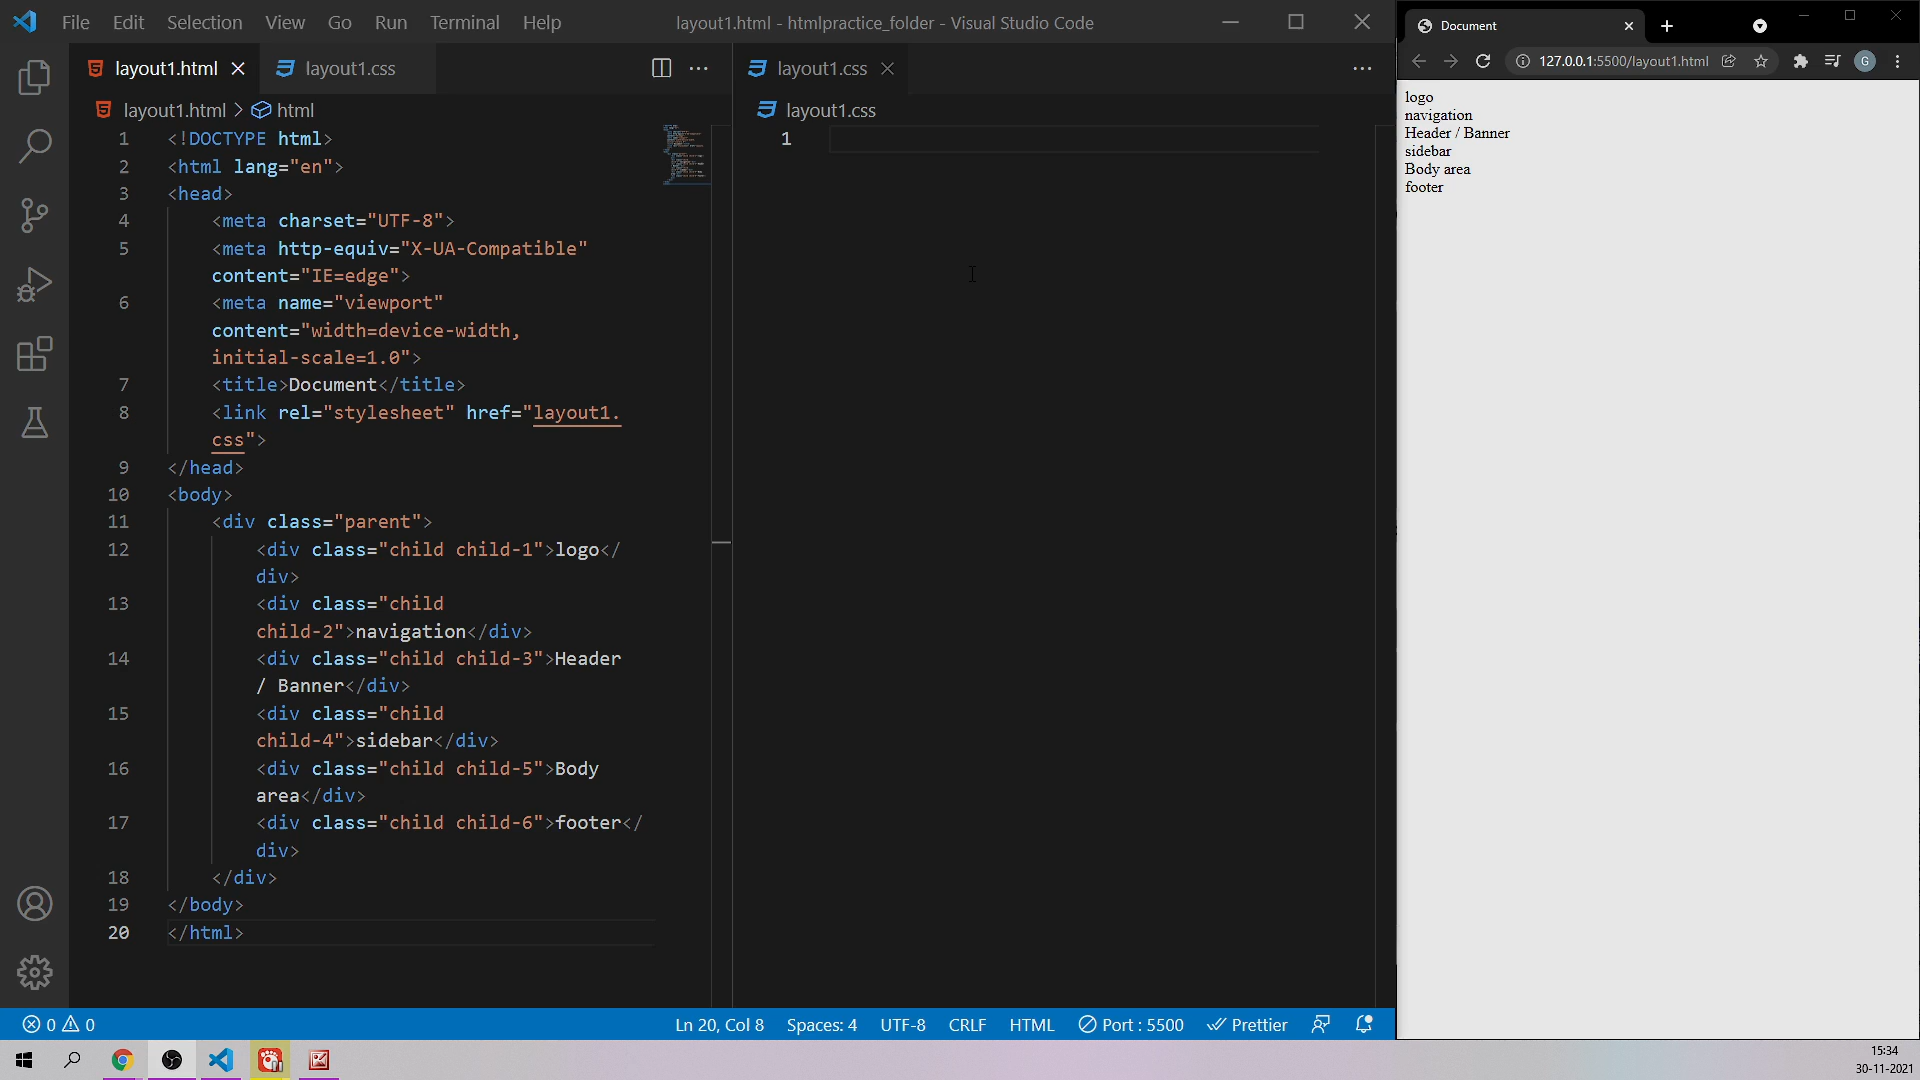 File Edit Selection View Go Run Terminal Help
layout1.html - htmlpractice_folder - Visual Studio Code
layout1.html
layout1.css
layout1.html > html
1 <!DOCTYPE html>
2 <html lang="en">
3 <head>
4 <meta charset="UTF-8">
5 <meta http-equiv="X-UA-Compatible"
content="IE=edge">
6 <meta name="viewport"
content="width=device-width,
initial-scale=1.0">
7 <title>Document</title>
8 <link rel="stylesheet" href="layout1.
css">
9 </head>
10 <body>
11 <div class="parent">
12 <div class="child child-1">logo</
div>
13 <div class="child
child-2">navigation</div>
14 <div class="child child-3">Header
/ Banner</div>
15 <div class="child
child-4">sidebar</div>
16 <div class="child child-5">Body
area</div>
17 <div class="child child-6">footer</
div>
18 </div>
19 </body>
20 </html>
layout1.css
layout1.css
1
Document
127.0.0.1:5500/layout1.html
G
logo
navigation
Header / Banner
sidebar
Body area
footer
0 0
Ln 20, Col 8 Spaces: 4 UTF-8 CRLF HTML Port : 5500 Prettier
15:34
30-11-2021